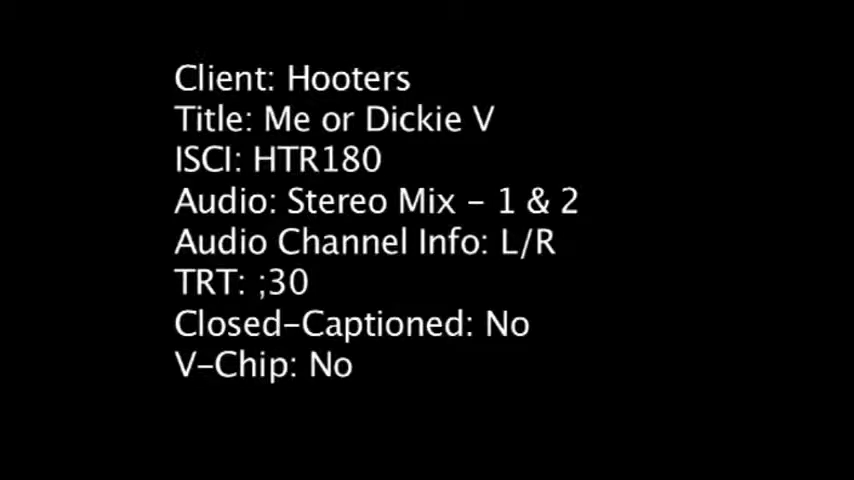 Client: Hooters
Title: Me or Dickie V
ISCI: HTR180
Audio: Stereo Mix - 1 & 2
Audio Channel Info: L/R
TRT: ;30
Closed-Captioned: No
V-Chip: No